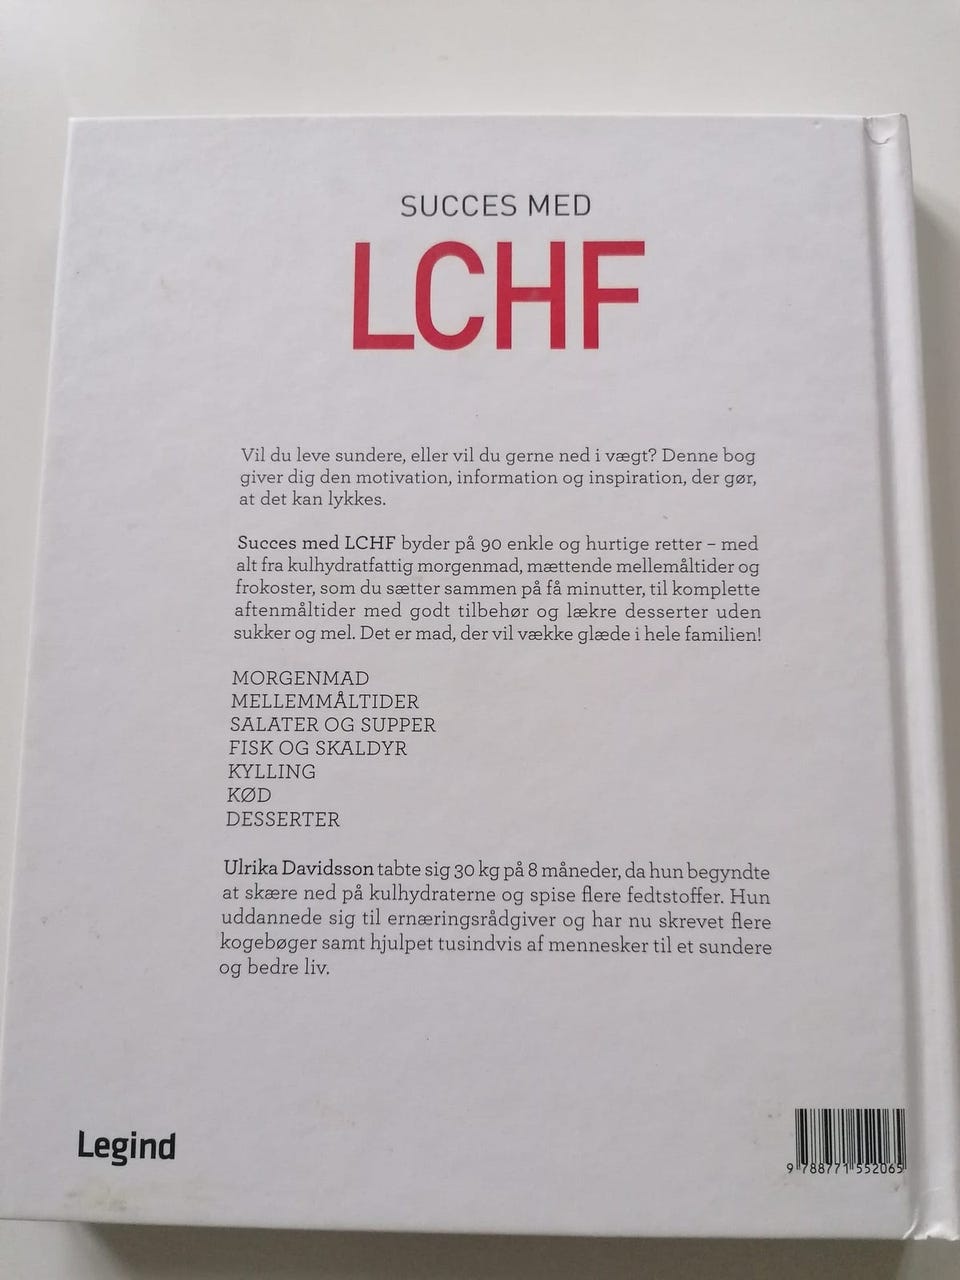 SUCCES MED
LCHF
Vil du leve sundere, eller vil du gerne ned i vægt? Denne bog
giver dig den motivation, information og inspiration, der gør,
at det kan lykkes.
Succes med LCHF byder på 90 enkle og hurtige retter – med
alt fra kulhydratfattig morgenmad, mættende mellemåltider og
frokoster, som du sætter sammen på få minutter, til komplette
aftenmåltider med godt tilbehør og lækre desserter uden
sukker og mel. Det er mad, der vil vække glæde i hele familien!
MORGENMAD
MELLEMMÅLTIDER
SALATER OG SUPPER
FISK OG SKALDYR
KYLLING
KØD
DESSERTER
Ulrika Davidsson tabte sig 30 kg på 8 måneder, da hun begyndte
at skære ned på kulhydraterne og spise flere fedtstoffer. Hun
uddannede sig til ernæringsrådgiver og har nu skrevet flere
kogebøger samt hjulpet tusindvis af mennesker til et sundere
og bedre liv.
Legind
9 788771 552065